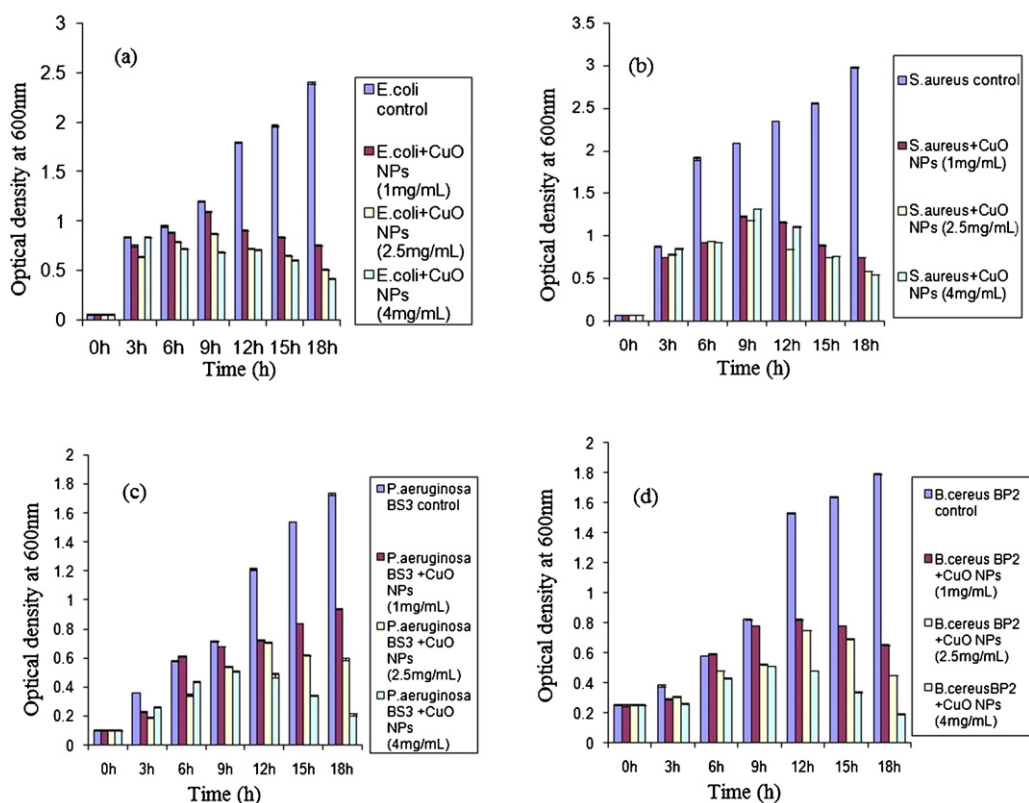 (a)
Optical density at 600nm
3
2.5
2
1.5
1
0.5
0
0h 3h 6h 9h 12h 15h 18h
Time (h)
E.coli
control
E.coli+CuO
NPs
(1mg/mL)
E.coli+CuO
NPs
(2.5mg/mL)
E.coli+CuO
NPs
(4mg/mL)
(b)
Optical density at 600nm
3.5
3
2.5
2
1.5
1
0.5
0
0h 3h 6h 9h 12h 15h 18h
Time (h)
S.aureus control
S.aureus+CuO
NPs (1mg/mL)
S.aureus+CuO
NPs (2.5mg/mL)
S.aureus+CuO
NPs (4mg/mL)
(c)
Optical density at 600nm
2
1.8
1.6
1.4
1.2
1
0.8
0.6
0.4
0.2
0
0h 3h 6h 9h 12h 15h 18h
Time (h)
P.aeruginosa
BS3 control
P.aeruginosa
BS3 +CuO
NPs
(1mg/mL)
P.aeruginosa
BS3 +CuO
NPs
(2.5mg/mL)
P.aeruginosa
BS3 +CuO
NPs
(4mg/mL)
(d)
Optical density at 600nm
2
1.8
1.6
1.4
1.2
1
0.8
0.6
0.4
0.2
0
0h 3h 6h 9h 12h 15h 18h
Time (h)
B.cereus BP2
control
B.cereus BP2
+CuO NPs
(1mg/mL)
B.cereus BP2
+CuO NPs
(2.5mg/mL)
B.cereusBP2
+CuO NPs
(4mg/mL)